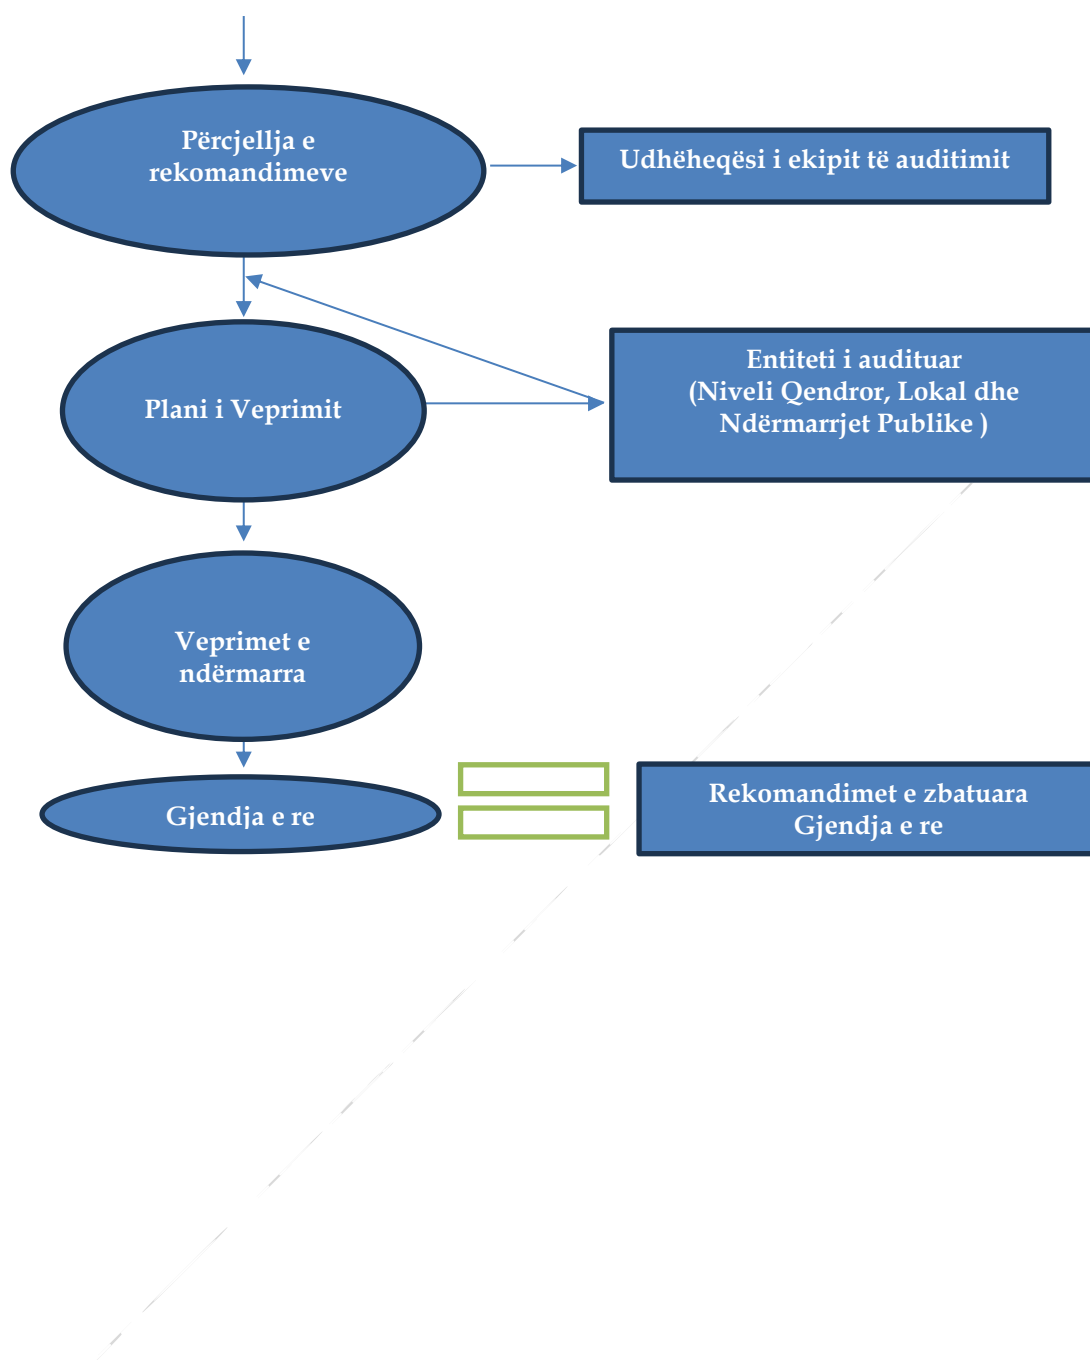 Përcjellja e
rekomandimeve
Udhëheqësi i ekipit të auditimit
Plani i Veprimit
Entiteti i audituar
(Niveli Qendror, Lokal dhe
Ndërmarrjet Publike )
Veprimet e
ndërmarra
Gjendja e re
Rekomandimet e zbatuara
Gjendja e re